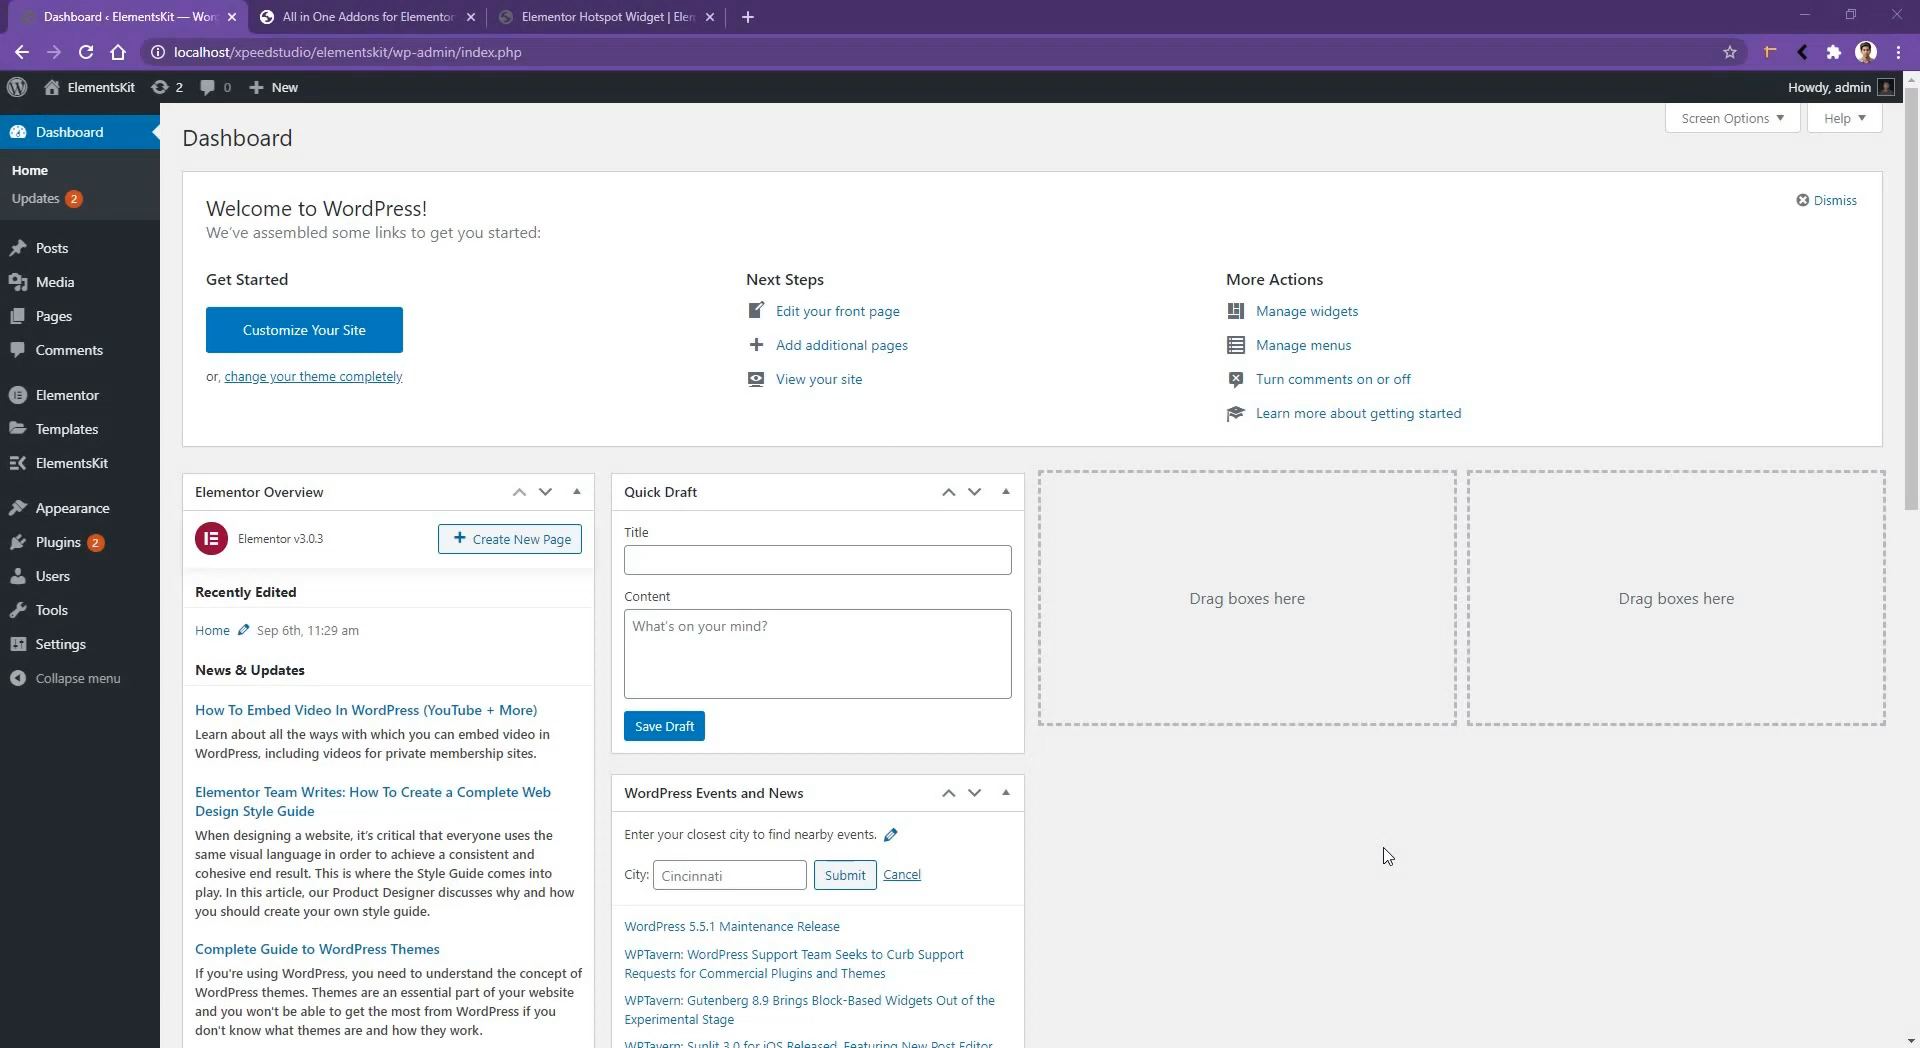 Dashboard ‹ ElementsKit — Wor
All in One Addons for Elementor
Elementor Hotspot Widget | Elem
localhost/xpeedstudio/elementskit/wp-admin/index.php
ElementsKit
2
0
New
Howdy, admin
Dashboard
Home
Updates 2
Posts
Media
Pages
Comments
Elementor
Templates
ElementsKit
Appearance
Plugins 2
Users
Tools
Settings
Collapse menu
Screen Options
Help
Dashboard
Welcome to WordPress!
Dismiss
We've assembled some links to get you started:
Get Started
Customize Your Site
or, change your theme completely
Next Steps
Edit your front page
Add additional pages
View your site
More Actions
Manage widgets
Manage menus
Turn comments on or off
Learn more about getting started
Elementor Overview
Elementor v3.0.3
Create New Page
Recently Edited
Home Sep 6th, 11:29 am
News & Updates
How To Embed Video In WordPress (YouTube + More)
Learn about all the ways with which you can embed video in
WordPress, including videos for private membership sites.
Elementor Team Writes: How To Create a Complete Web
Design Style Guide
When designing a website, it's critical that everyone uses the
same visual language in order to achieve a consistent and
cohesive end result. This is where the Style Guide comes into
play. In this article, our Product Designer discusses why and how
you should create your own style guide.
Complete Guide to WordPress Themes
If you're using WordPress, you need to understand the concept of
WordPress themes. Themes are an essential part of your website
and you won't be able to get the most from WordPress if you
don't know what themes are and how they work.
Quick Draft
Title
Content
What's on your mind?
Save Draft
WordPress Events and News
Enter your closest city to find nearby events.
City: Cincinnati Submit Cancel
WordPress 5.5.1 Maintenance Release
WPTavern: WordPress Support Team Seeks to Curb Support
Requests for Commercial Plugins and Themes
WPTavern: Gutenberg 8.9 Brings Block-Based Widgets Out of the
Experimental Stage
WPTavern: Sunlit 3.0 for iOS Released, Featuring New Post Editor
Drag boxes here
Drag boxes here